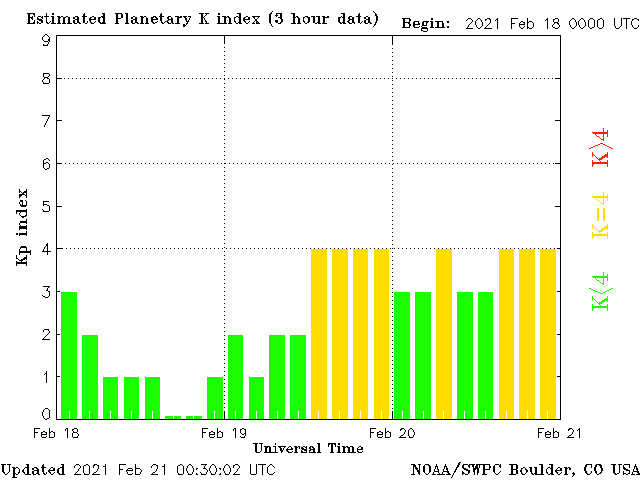 Estimated Planetary K index (3 hour data)
Begin: 2021 Feb 18 0000 UTC
9
8
7
6
5
4
3
2
1
0
Kp index
K>4
K=4
K<4
Feb 18
Feb 19
Feb 20
Feb 21
Universal Time
Updated 2021 Feb 21 00:30:02 UTC
NOAA/SWPC Boulder, CO USA